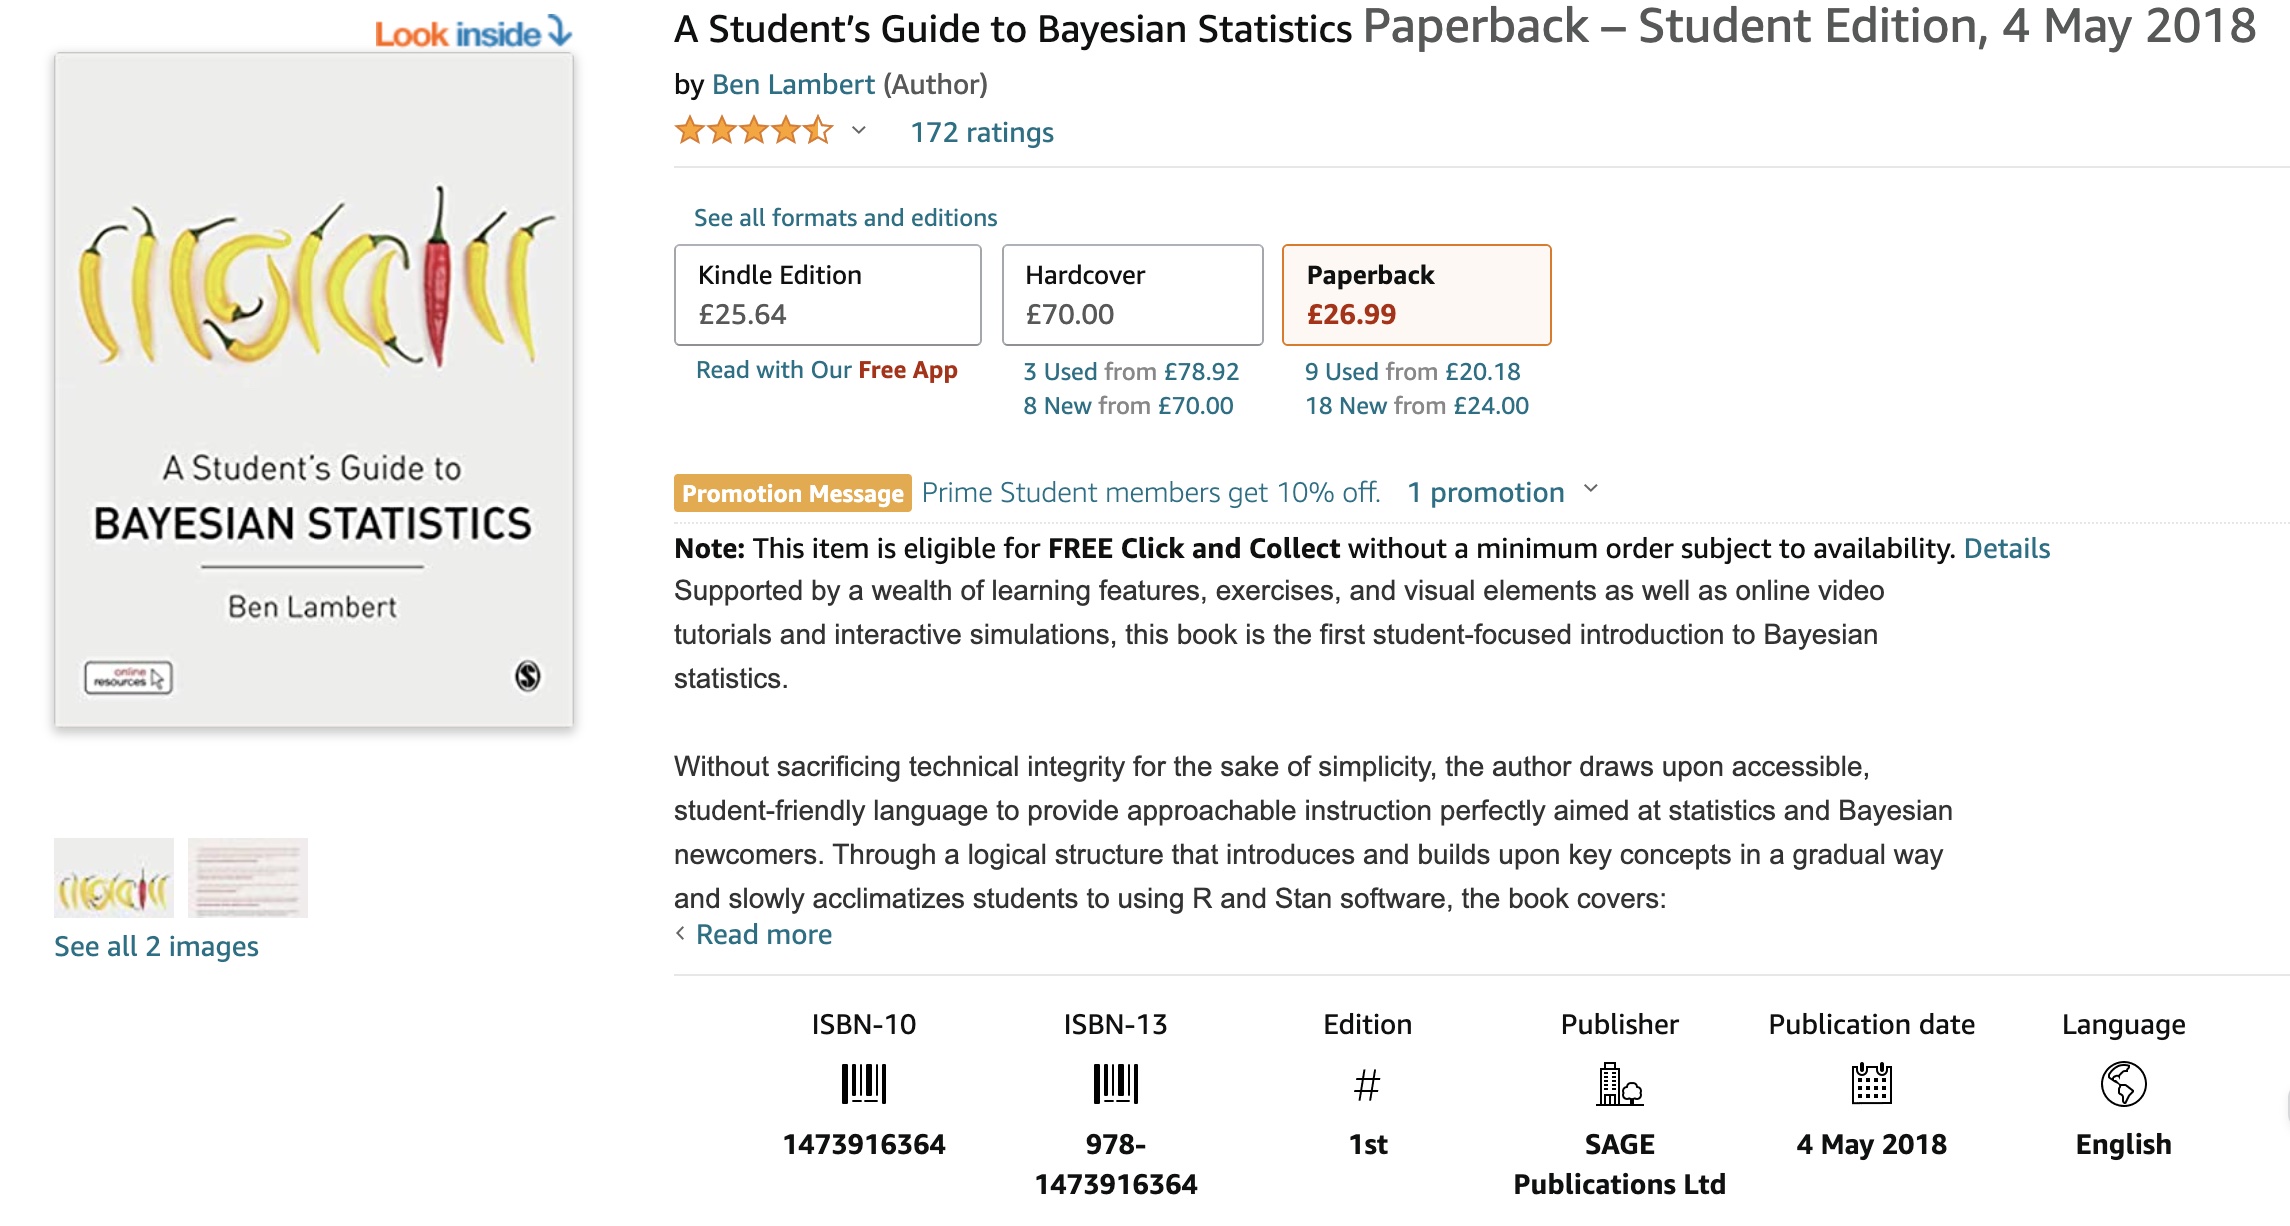 Look inside
A Student's Guide to
BAYESIAN STATISTICS
Ben Lambert
online
resources
See all 2 images
A Student's Guide to Bayesian Statistics Paperback – Student Edition, 4 May 2018
by Ben Lambert (Author)
172 ratings
See all formats and editions
Kindle Edition
£25.64
Read with Our Free App
Hardcover
£70.00
3 Used from £78.92
8 New from £70.00
Paperback
£26.99
9 Used from £20.18
18 New from £24.00
Promotion Message Prime Student members get 10% off. 1 promotion
Note: This item is eligible for FREE Click and Collect without a minimum order subject to availability. Details
Supported by a wealth of learning features, exercises, and visual elements as well as online video
tutorials and interactive simulations, this book is the first student-focused introduction to Bayesian
statistics.
Without sacrificing technical integrity for the sake of simplicity, the author draws upon accessible,
student-friendly language to provide approachable instruction perfectly aimed at statistics and Bayesian
newcomers. Through a logical structure that introduces and builds upon key concepts in a gradual way
and slowly acclimatizes students to using R and Stan software, the book covers:
Read more
ISBN-10
1473916364
ISBN-13
978-
1473916364
Edition
#
1st
Publisher
SAGE
Publications Ltd
Publication date
4 May 2018
Language
English